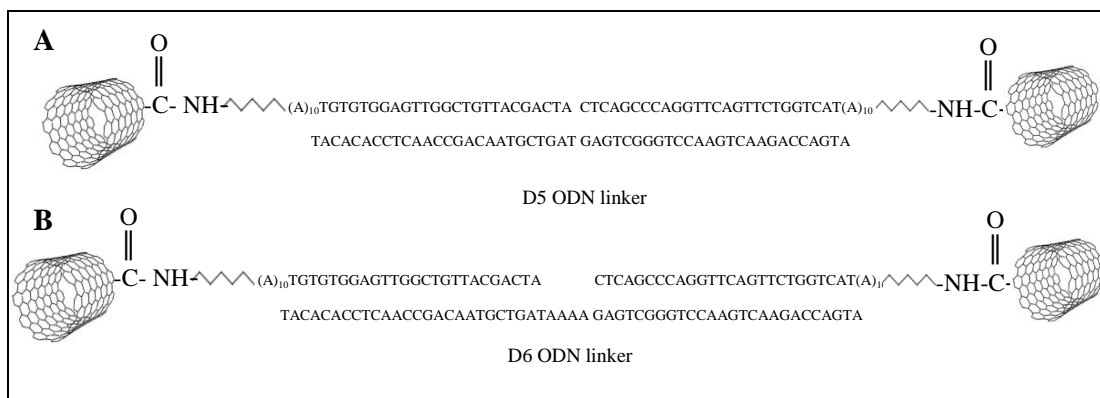 A
O
-C- NH-(A)10TGTGTGGAGTTGGCTGTTACGACTA CTCAGCCCAGGTTCAGTTCTGGTCAT(A)10-NH-C-
O
TACACACCTCAACCGACAATGCTGAT GAGTCGGGTCCAAGTCAAGACCAGTA
D5 ODN linker
B
O
-C- NH-(A)10TGTGTGGAGTTGGCTGTTACGACTA CTCAGCCCAGGTTCAGTTCTGGTCAT(A)1-NH-C-
O
TACACACCTCAACCGACAATGCTGATAAAA GAGTCGGGTCCAAGTCAAGACCAGTA
D6 ODN linker